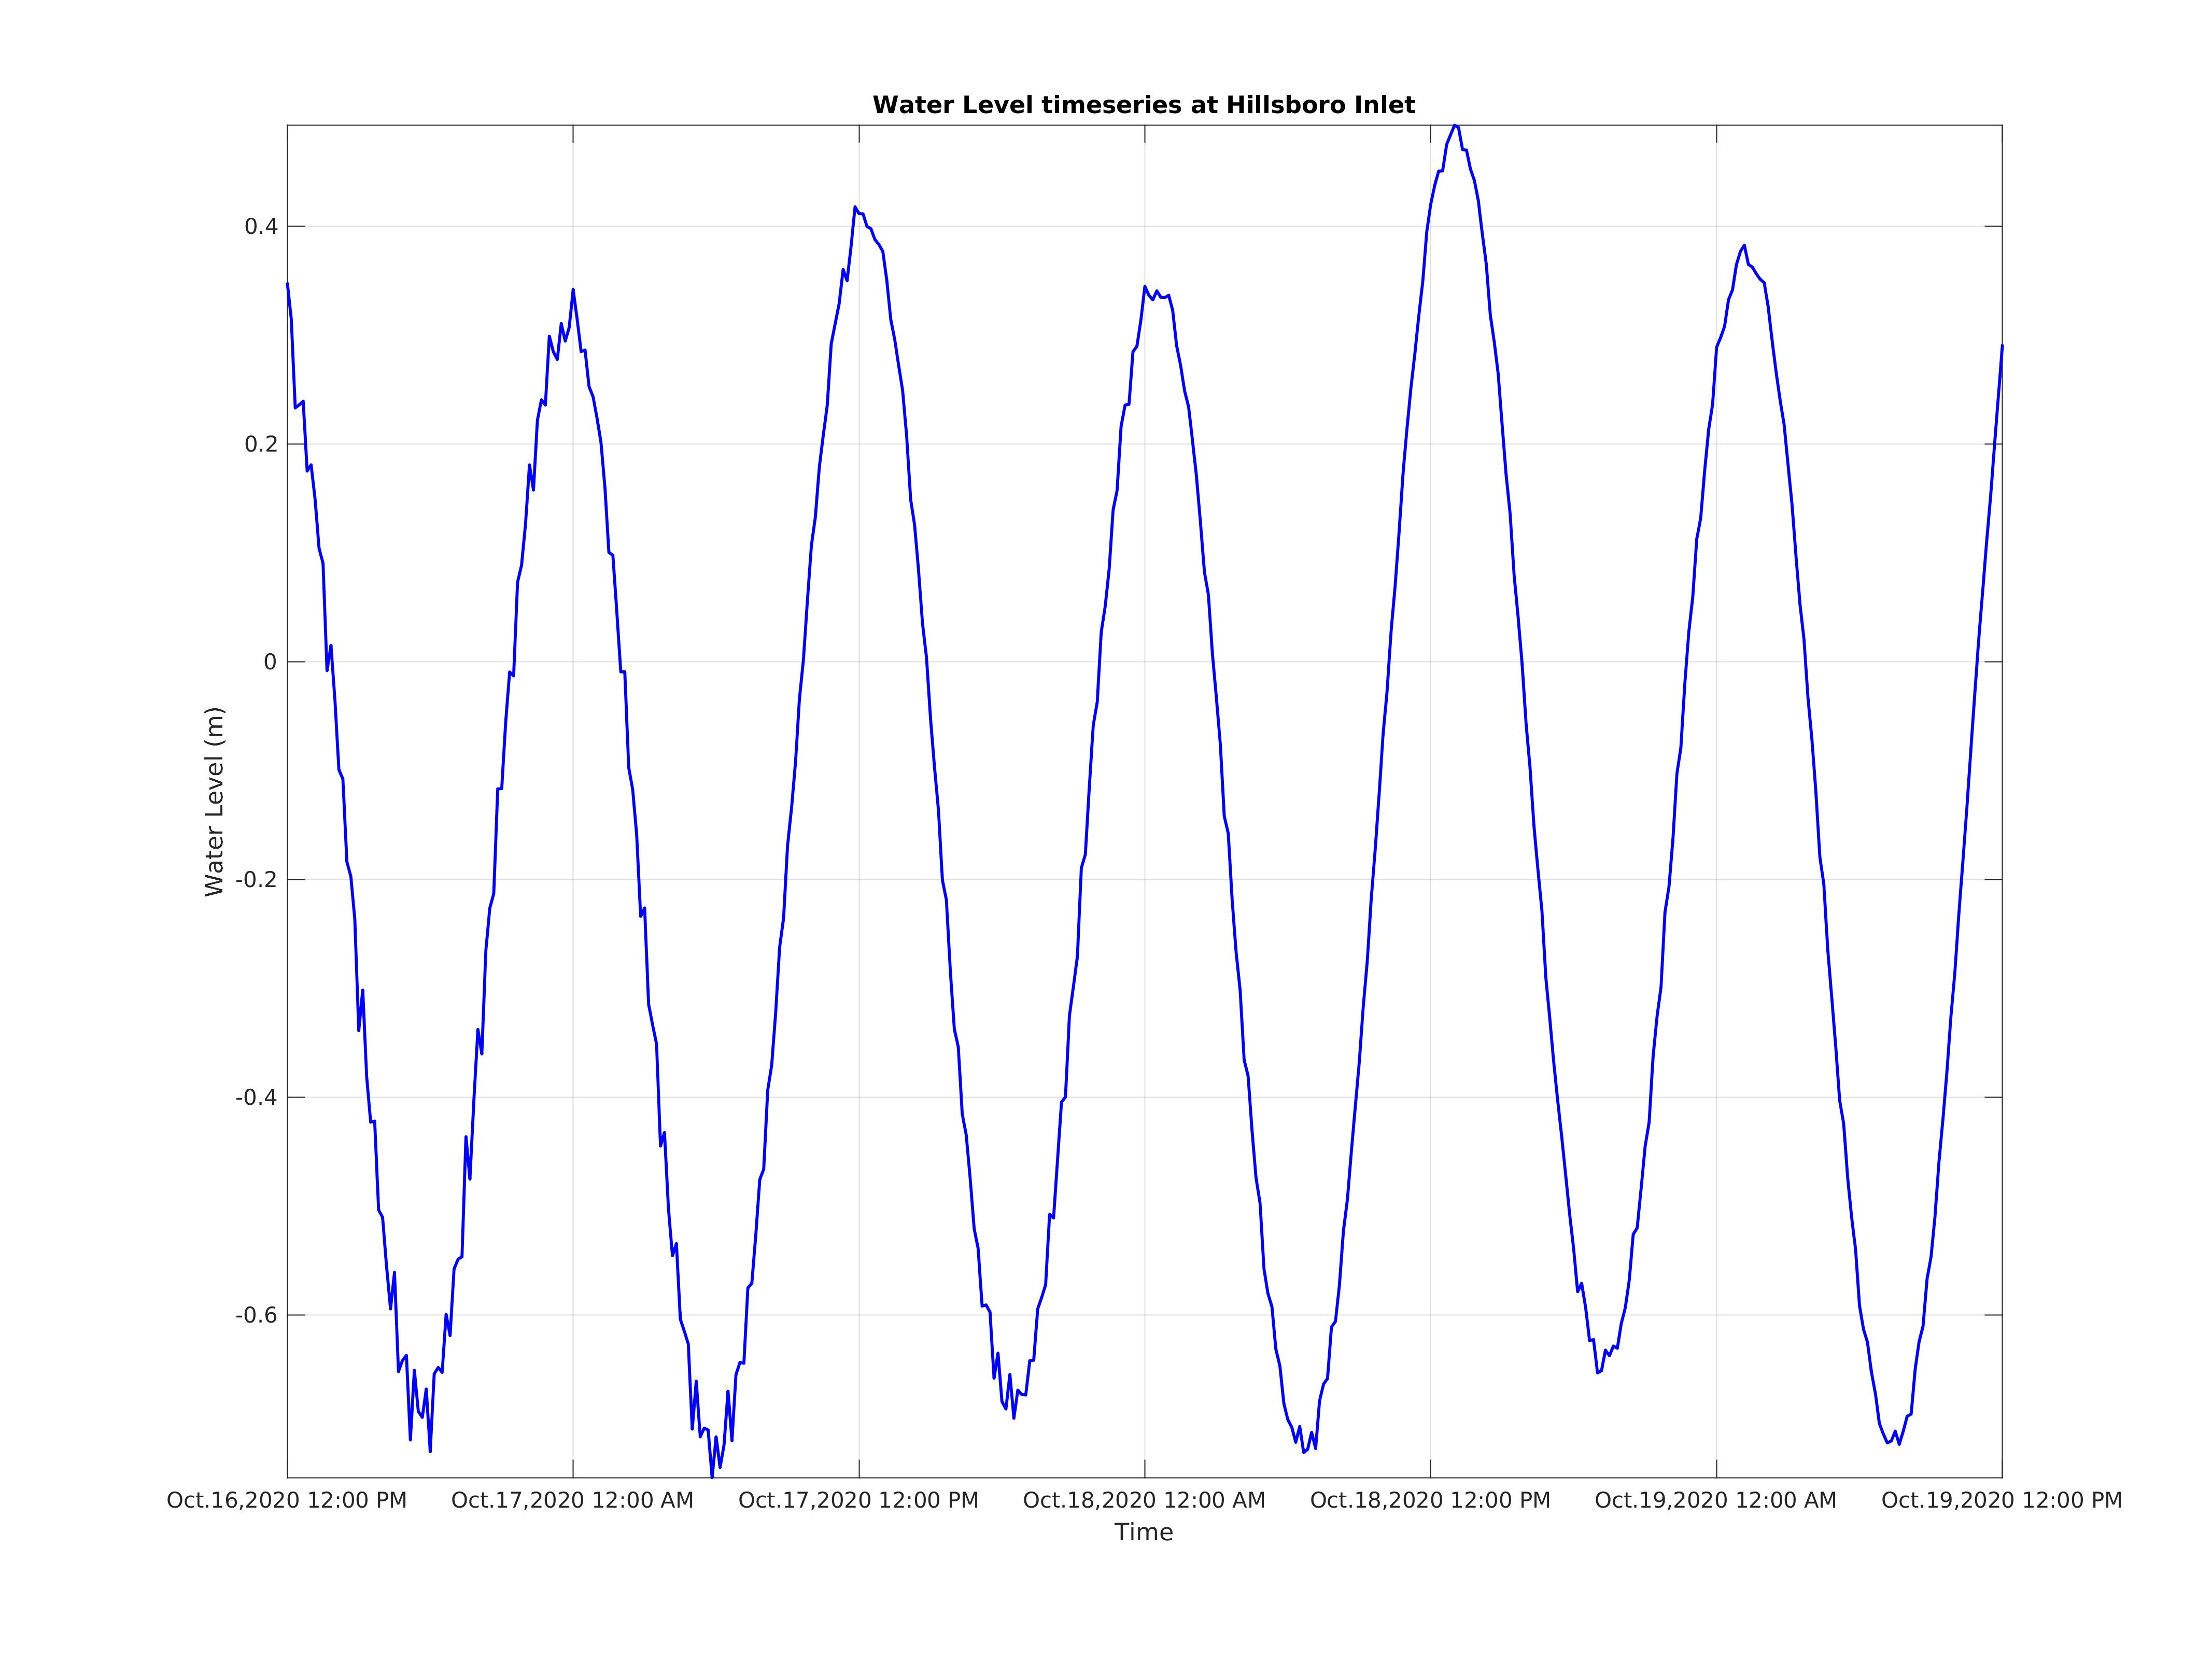 Water Level timeseries at Hillsboro Inlet
0.4
0.2
0
-0.2
-0.4
-0.6
Water Level (m)
Oct.16,2020 12:00 PM
Oct.17,2020 12:00 AM
Oct.17,2020 12:00 PM
Oct.18,2020 12:00 AM
Oct.18,2020 12:00 PM
Oct.19,2020 12:00 AM
Oct.19,2020 12:00 PM
Time